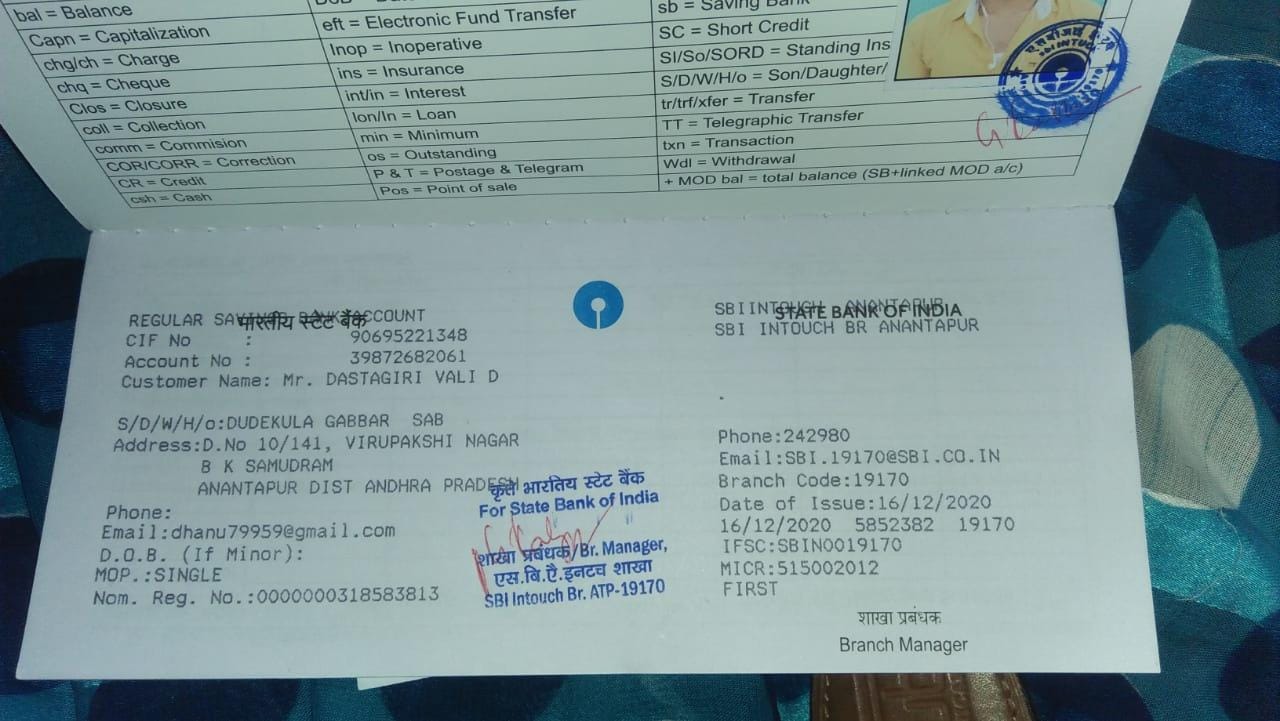 bal = Balance
Capn = Capitalization
chg/ch = Charge
chq = Cheque
Clos = Closure
coll = Collection
comm = Commision
COR/CORR = Correction
CR = Credit
csh = Cash
eft = Electronic Fund Transfer
Inop = Inoperative
ins = Insurance
int/in = Interest
lon/ln = Loan
min = Minimum
os = Outstanding
P & T = Postage & Telegram
Pos = Point of sale
sb = Saving Bank
SC = Short Credit
SI/So/SORD = Standing Ins
S/D/W/H/o = Son/Daughter/
tr/trf/xfer = Transfer
TT = Telegraphic Transfer
txn = Transaction
Wdl = Withdrawal
+ MOD bal = total balance (SB+linked MOD a/c)
REGULAR SAVINGS BANK ACCOUNT
भारतीय स्टेट बैंक
CIF No : 90695221348
Account No : 39872682061
Customer Name: Mr. DASTAGIRI VALI D
S/D/W/H/o:DUDEKULA GABBAR SAB
Address:D.No 10/141, VIRUPAKSHI NAGAR
B K SAMUDRAM
ANANTAPUR DIST ANDHRA PRADESH
Phone:
Email:dhanu79959@gmail.com
D.O.B. (If Minor):
MOP.:SINGLE
Nom. Reg. No.:0000000318583813
कृते भारतिय स्टेट बैंक
For State Bank of India
शाखा प्रबंधक/Br. Manager,
एस.बि.ऐ.इनटच शाखा
SBI Intouch Br. ATP-19170
SBIINTOUCH ANANTAPUR
STATE BANK OF INDIA
SBI INTOUCH BR ANANTAPUR
Phone:242980
Email:SBI.19170@SBI.CO.IN
Branch Code:19170
Date of Issue:16/12/2020
16/12/2020 5852382 19170
IFSC:SBIN0019170
MICR:515002012
FIRST
शाखा प्रबंधक
Branch Manager